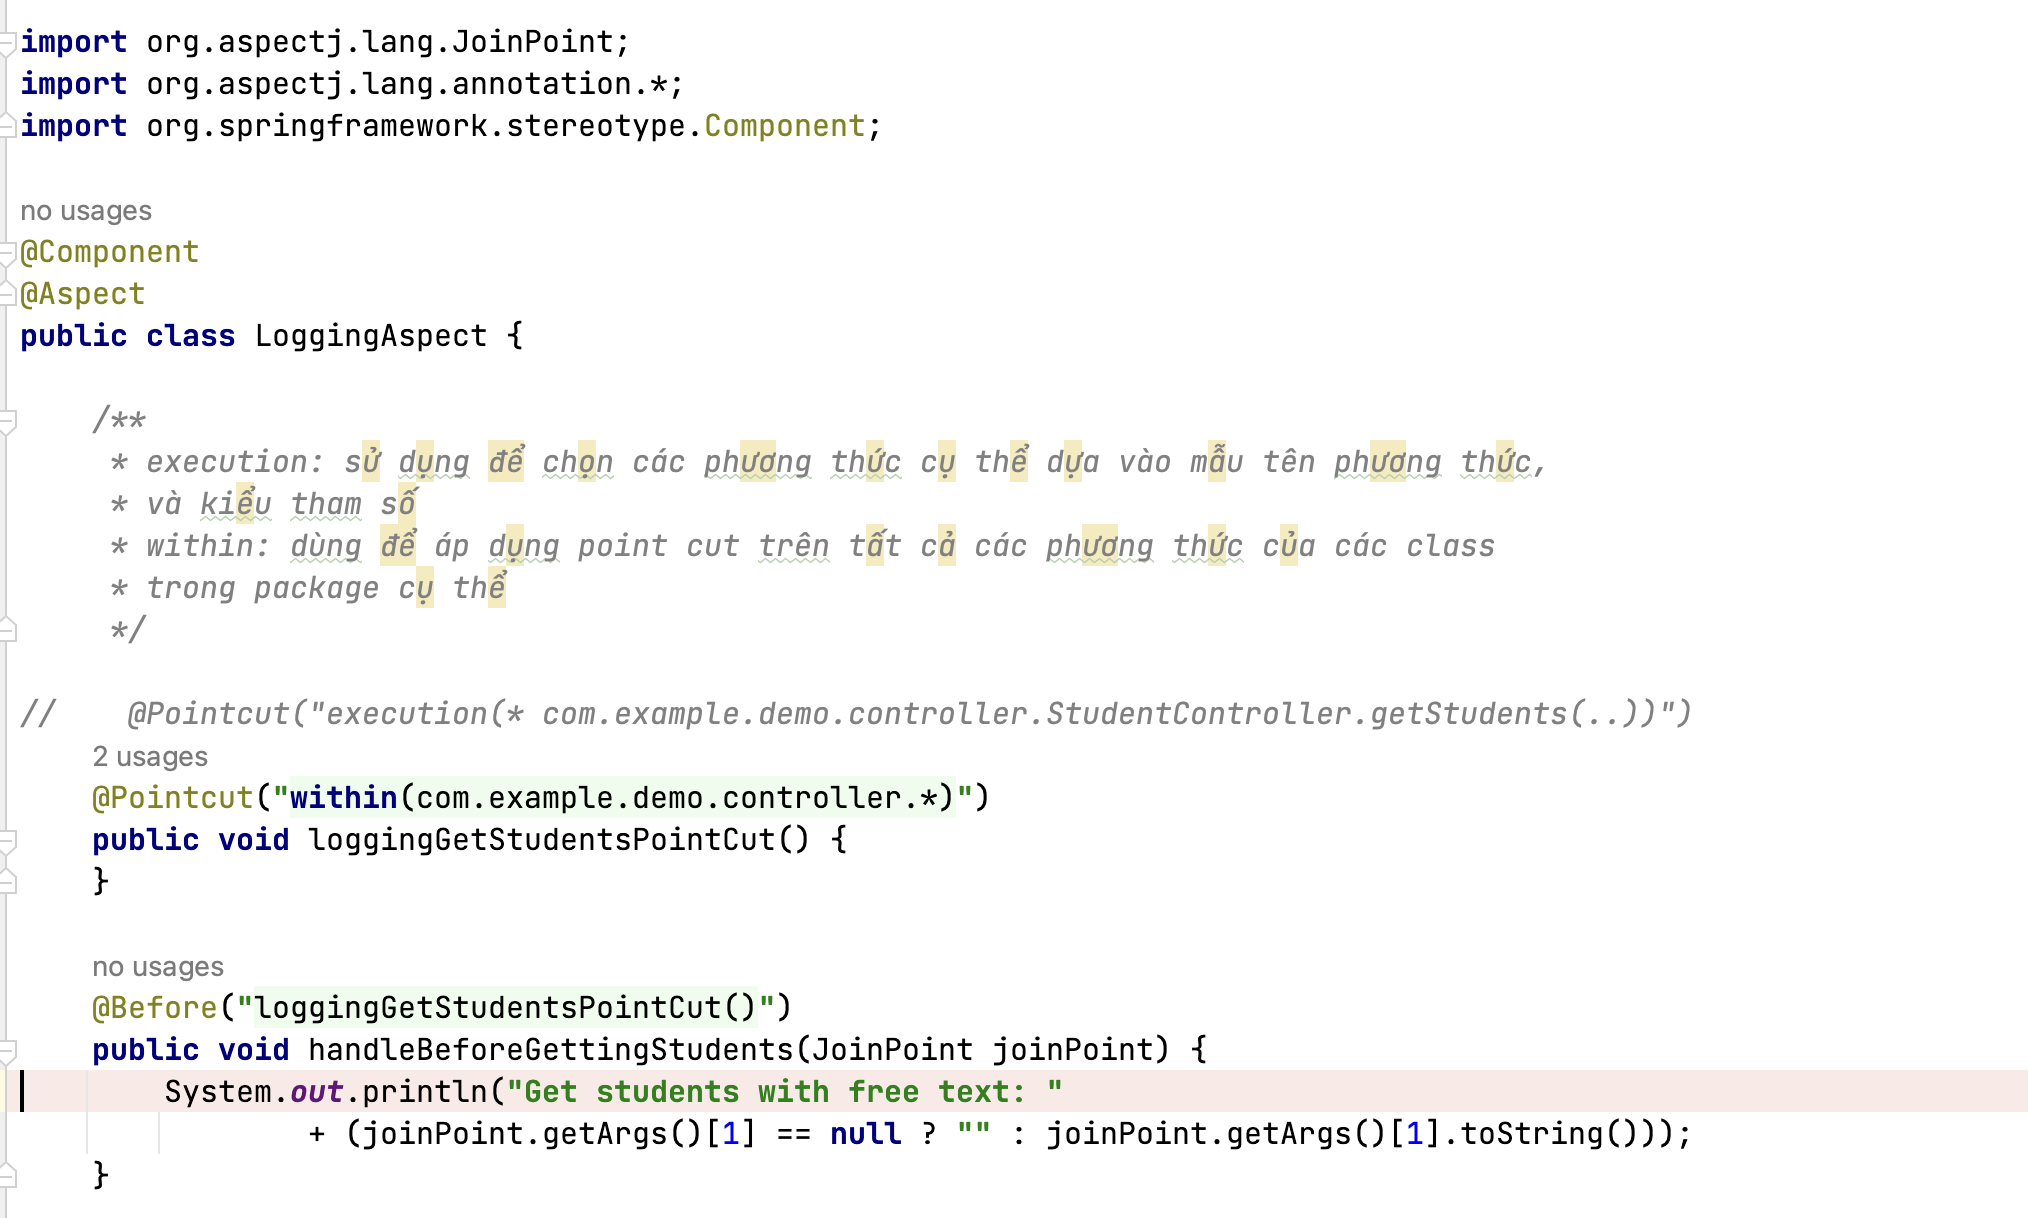 import org.aspectj.lang.JoinPoint;
import org.aspectj.lang.annotation.*;
import org.springframework.stereotype.Component;
no usages
@Component
@Aspect
public class LoggingAspect {
/**
* execution: sử dụng để chọn các phương thức cụ thể dựa vào mẫu tên phương thức,
* và kiểu tham số
* within: dùng để áp dụng point cut trên tất cả các phương thức của các class
* trong package cụ thể
*/
// @Pointcut("execution(* com.example.demo.controller.StudentController.getStudents(..))")
2 usages
@Pointcut("within(com.example.demo.controller.*)")
public void loggingGetStudentsPointCut() {
}
no usages
@Before("loggingGetStudentsPointCut()")
public void handleBeforeGettingStudents(JoinPoint joinPoint) {
System.out.println("Get students with free text: "
+ (joinPoint.getArgs()[1] == null ? "" : joinPoint.getArgs()[1].toString()));
}